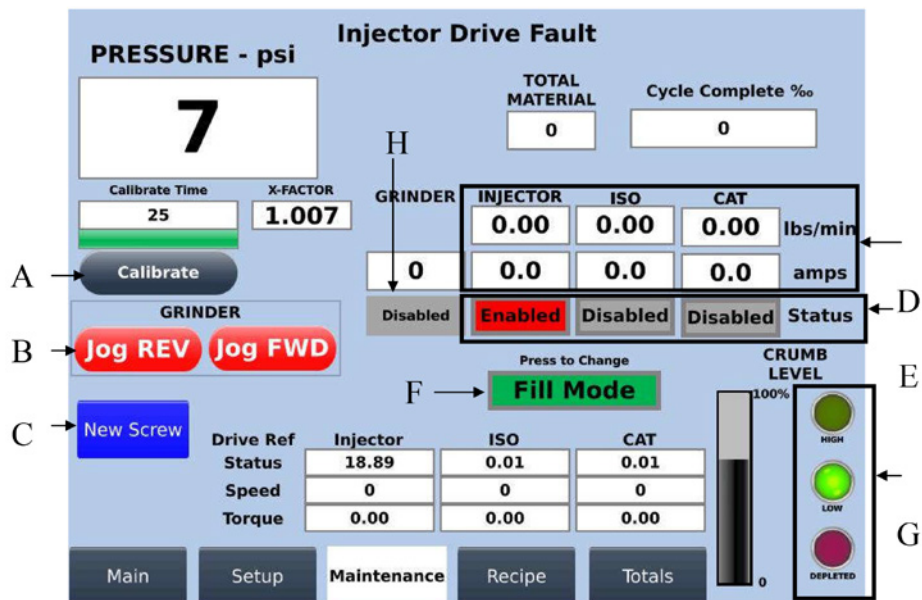 Injector Drive Fault
PRESSURE - psi
7
TOTAL
MATERIAL
0
Cycle Complete ‰
0
H
Calibrate Time
25
X-FACTOR
1.007
GRINDER
INJECTOR
ISO
CAT
0.00
0.00
0.00
lbs/min
A
Calibrate
0
0.0
0.0
0.0
amps
D
Disabled
Enabled
Disabled
Disabled
Status
GRINDER
B
Jog REV
Jog FWD
Press to Change
F
Fill Mode
CRUMB
LEVEL
E
100%
C
New Screw
HIGH
LOW
G
DEPLETED
0
Drive Ref
Injector
ISO
CAT
Status
18.89
0.01
0.01
Speed
0
0
0
Torque
0.00
0.00
0.00
Main
Setup
Maintenance
Recipe
Totals